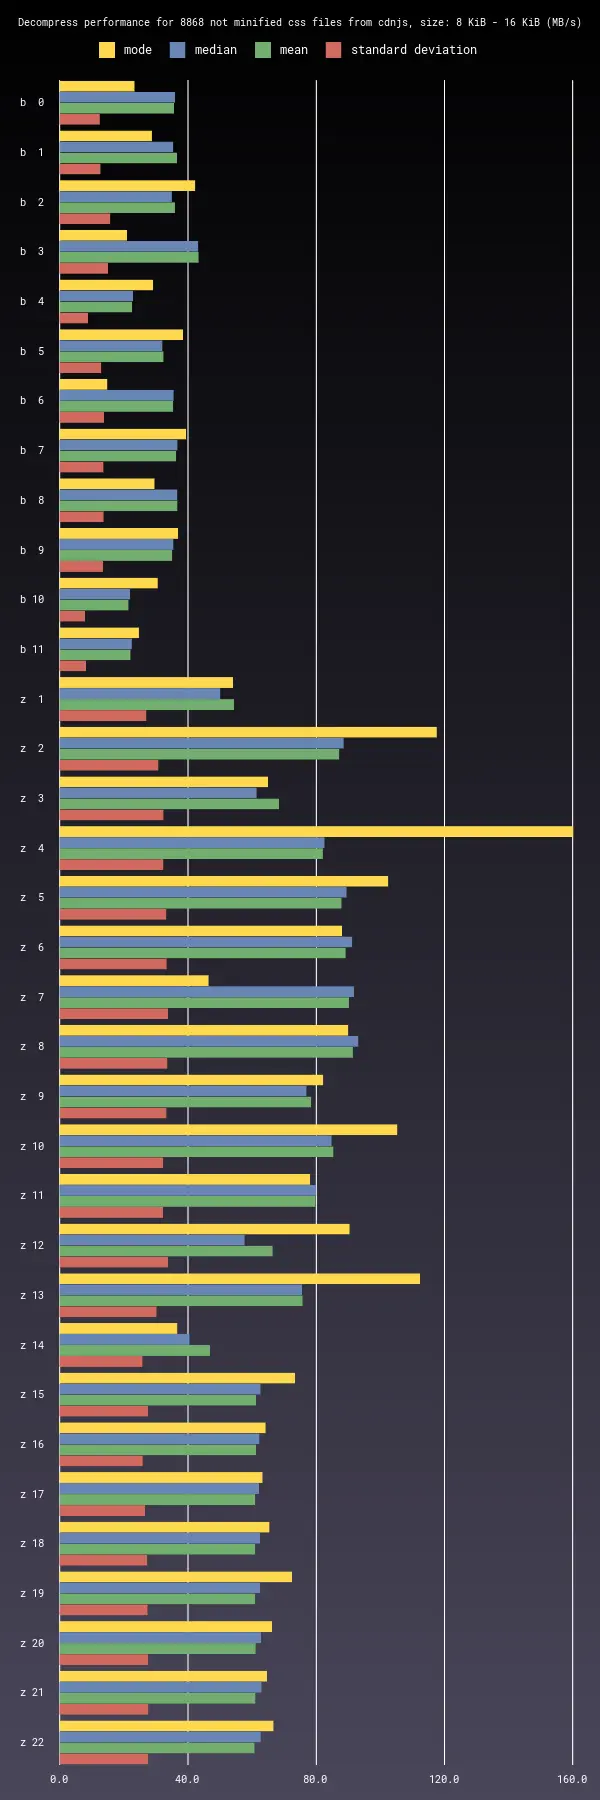 Decompress performance for 8868 not minified css files from cdnjs, size: 8 KiB - 16 KiB (MB/s)
mode median mean standard deviation
b 0
b 1
b 2
b 3
b 4
b 5
b 6
b 7
b 8
b 9
b 10
b 11
z 1
z 2
z 3
z 4
z 5
z 6
z 7
z 8
z 9
z 10
z 11
z 12
z 13
z 14
z 15
z 16
z 17
z 18
z 19
z 20
z 21
z 22
0.0 40.0 80.0 120.0 160.0